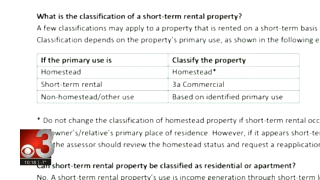 What is the classification of a short-term rental property?
A few classifications may apply to a property that is rented on a short-term basis
Classification depends on the property's primary use, as shown in the following e
If the primary use is Classify the property
Homestead Homestead*
Short-term rental 3a Commercial
Non-homestead/other use Based on identified primary use
* Do not change the classification of homestead property if short-term rental occ
owner's/relative's primary place of residence. However, if it appears short-ter
the assessor should review the homestead status and request a reapplication
3
Can short-term rental property be classified as residential or apartment?
No. A short-term rental property's use is income generation through short-term l